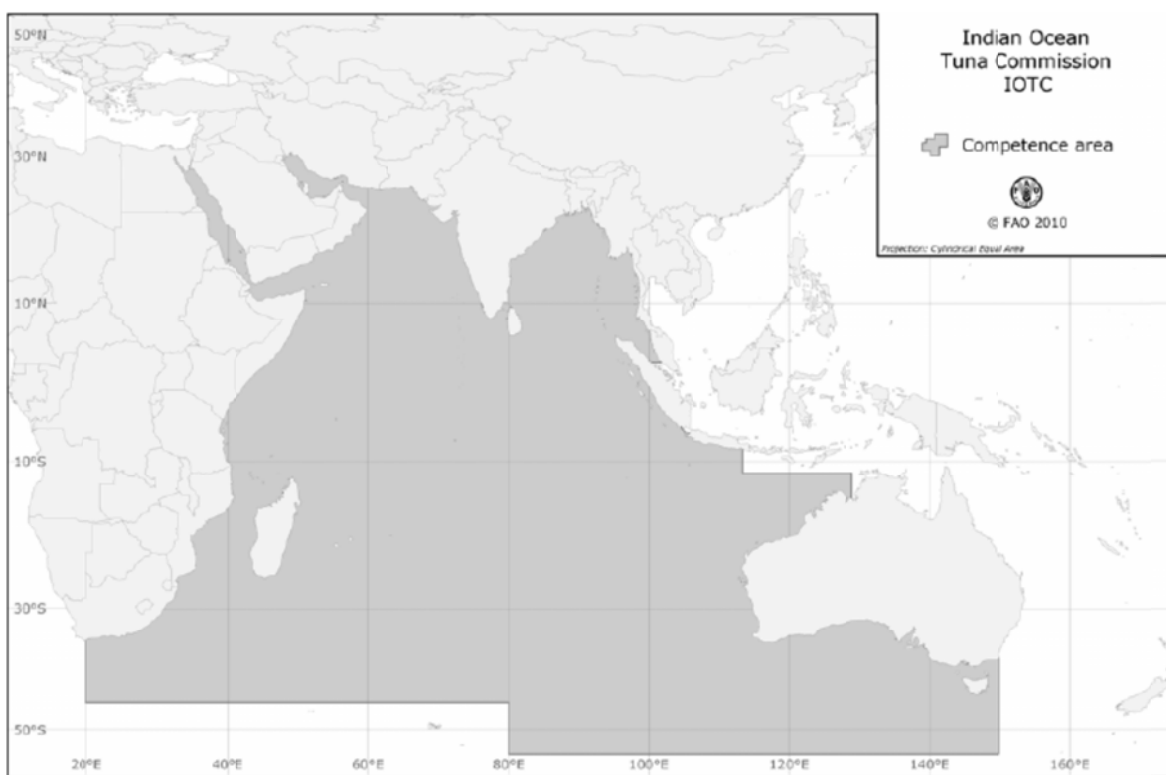 Indian Ocean
Tuna Commission
IOTC
Competence area
© FAO 2010
Projection: Cylindrical Equal Area
50°N
30°N
10°N
10°S
30°S
50°S
20°E
40°E
60°E
80°E
100°E
120°E
140°E
160°E